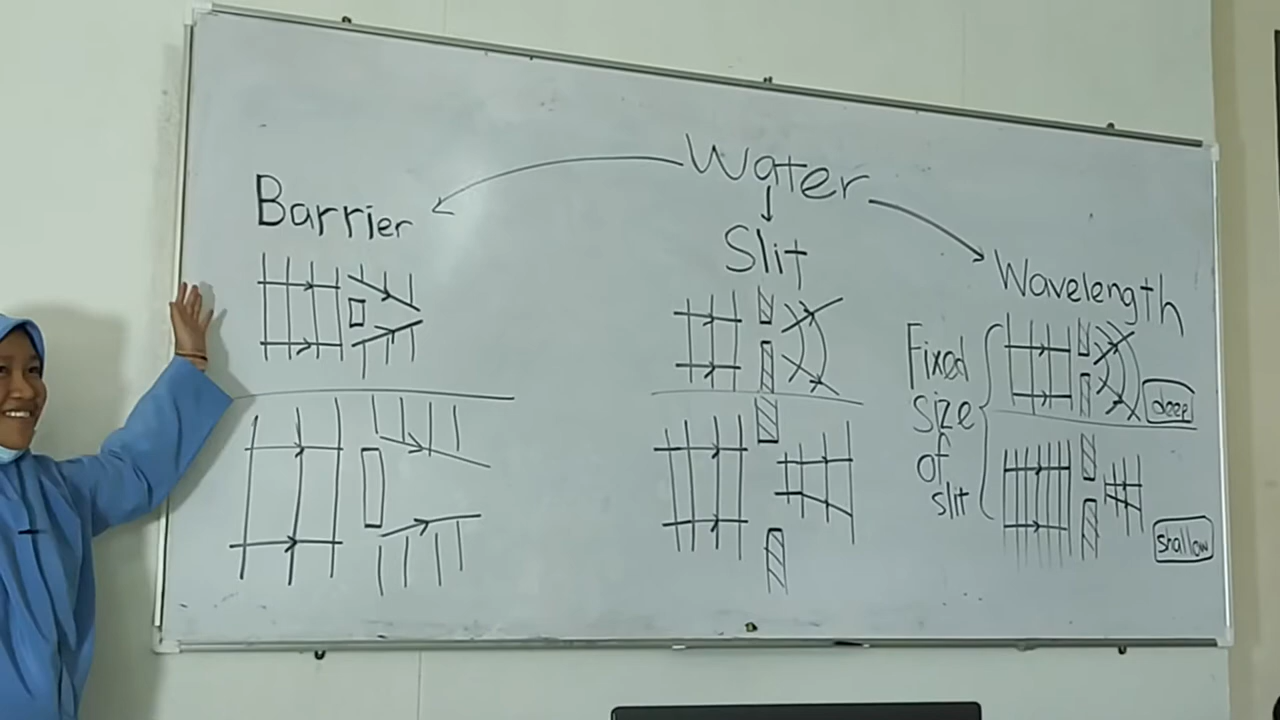 Water
Barrier
Slit
Wavelength
Fixed
size
of
slit
deep
shallow